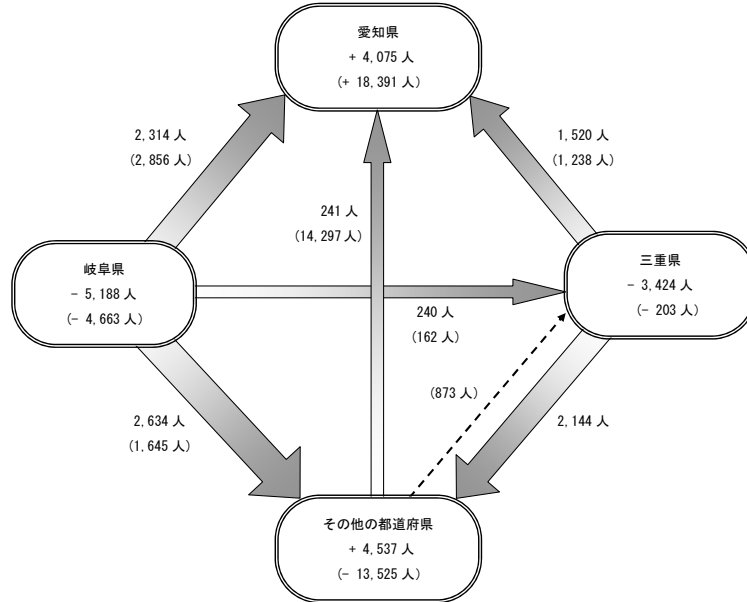 愛知県
+ 4,075 人
(+ 18,391 人)
2,314 人
(2,856 人)
1,520 人
(1,238 人)
241 人
(14,297 人)
岐阜県
- 5,188 人
(- 4,663 人)
三重県
- 3,424 人
(- 203 人)
240 人
(162 人)
2,634 人
(1,645 人)
(873 人)
2,144 人
その他の都道府県
+ 4,537 人
(- 13,525 人)